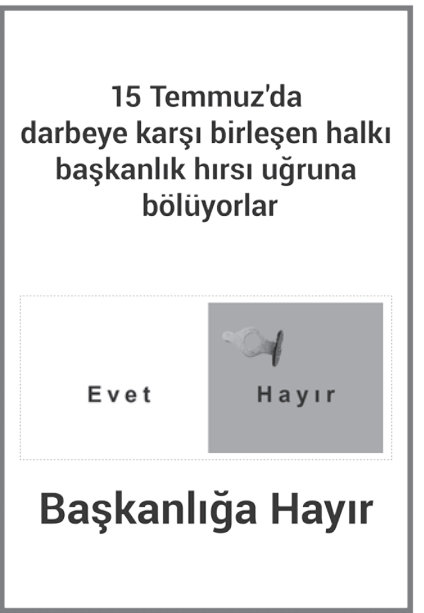 15 Temmuz'da
darbeye karşı birleşen halkı
başkanlık hırsı uğruna
bölüyorlar
Evet Hayır
Başkanlığa Hayır